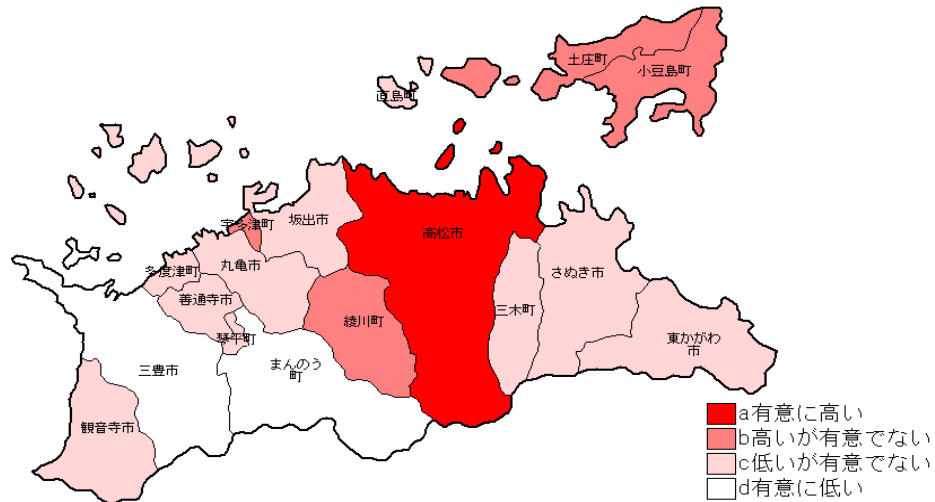 土庄町
小豆島町
直島町
宇多津町
坂出市
高松市
多度津町
丸亀市
さぬき市
善通寺市
三木町
綾川町
琴平町
東かがわ
市
三豊市
まんのう
町
観音寺市
a有意に高い
b高いが有意でない
c低いが有意でない
d有意に低い